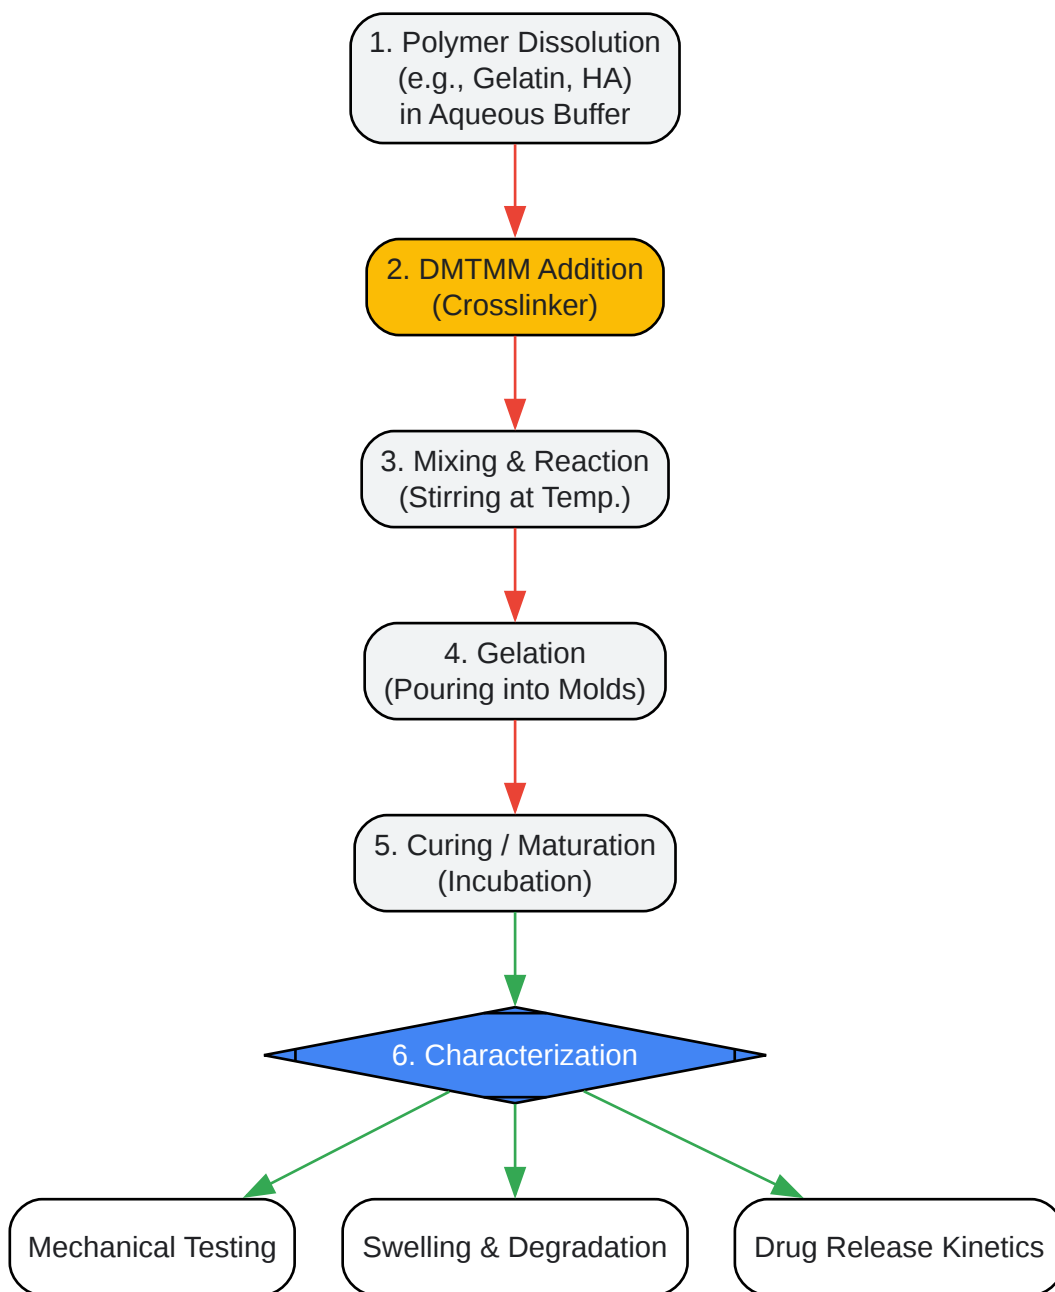 1. Polymer Dissolution
(e.g., Gelatin, HA)
in Aqueous Buffer
2. DMTMM Addition
(Crosslinker)
3. Mixing & Reaction
(Stirring at Temp.)
4. Gelation
(Pouring into Molds)
5. Curing / Maturation
(Incubation)
6. Characterization
Mechanical Testing
Swelling & Degradation
Drug Release Kinetics